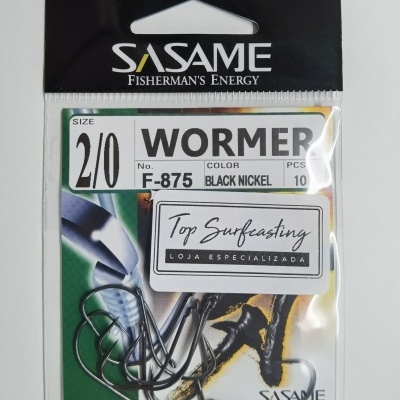 SASAME
FISHERMAN'S ENERGY
SIZE
2/0
WORMER
No. COLOR PCS
F-875 BLACK NICKEL 10
Top Surfcasting
LOJA ESPECIALIZADA
SASAME